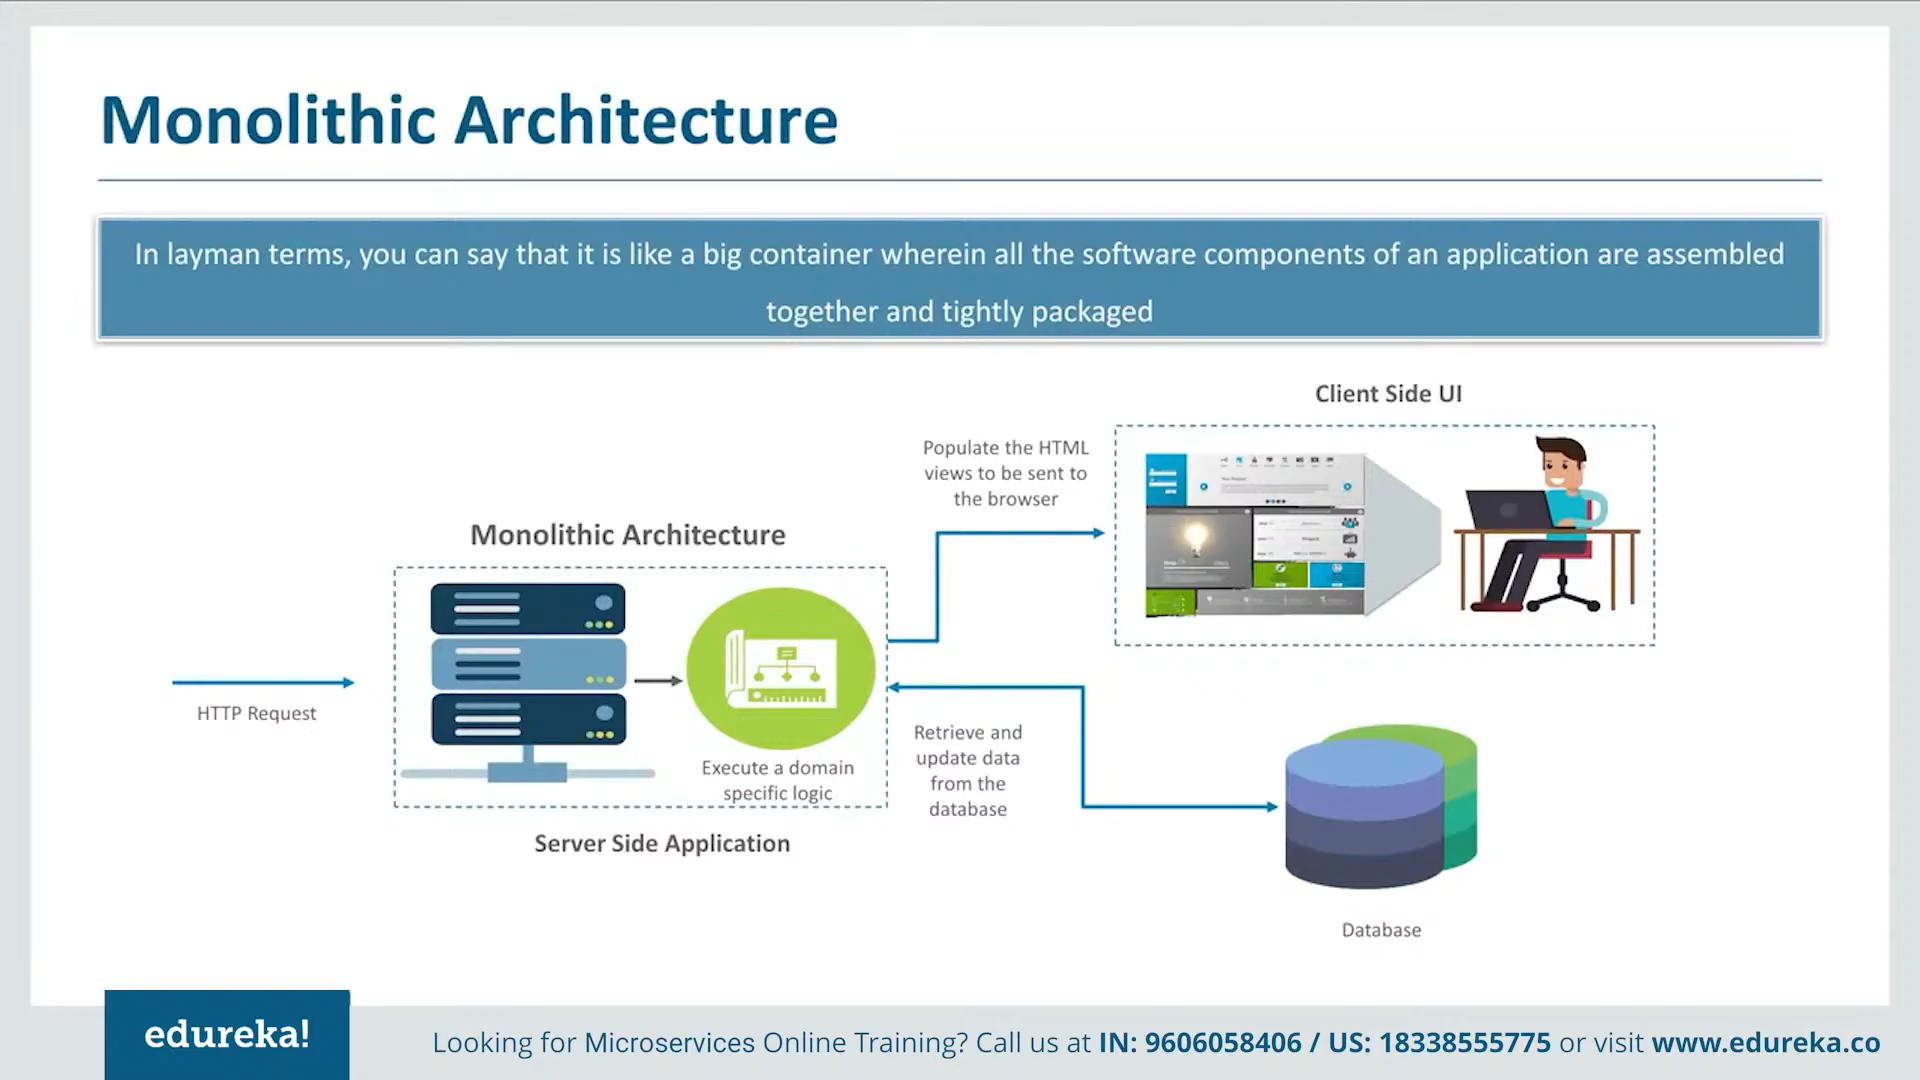 Monolithic Architecture
In layman terms, you can say that it is like a big container wherein all the software components of an application are assembled
together and tightly packaged
Client Side UI
Populate the HTML
views to be sent to
the browser
Monolithic Architecture
HTTP Request
Execute a domain
specific logic
Server Side Application
Retrieve and
update data
from the
database
Database
edureka!
Looking for Microservices Online Training? Call us at IN: 9606058406 / US: 18338555775 or visit www.edureka.co